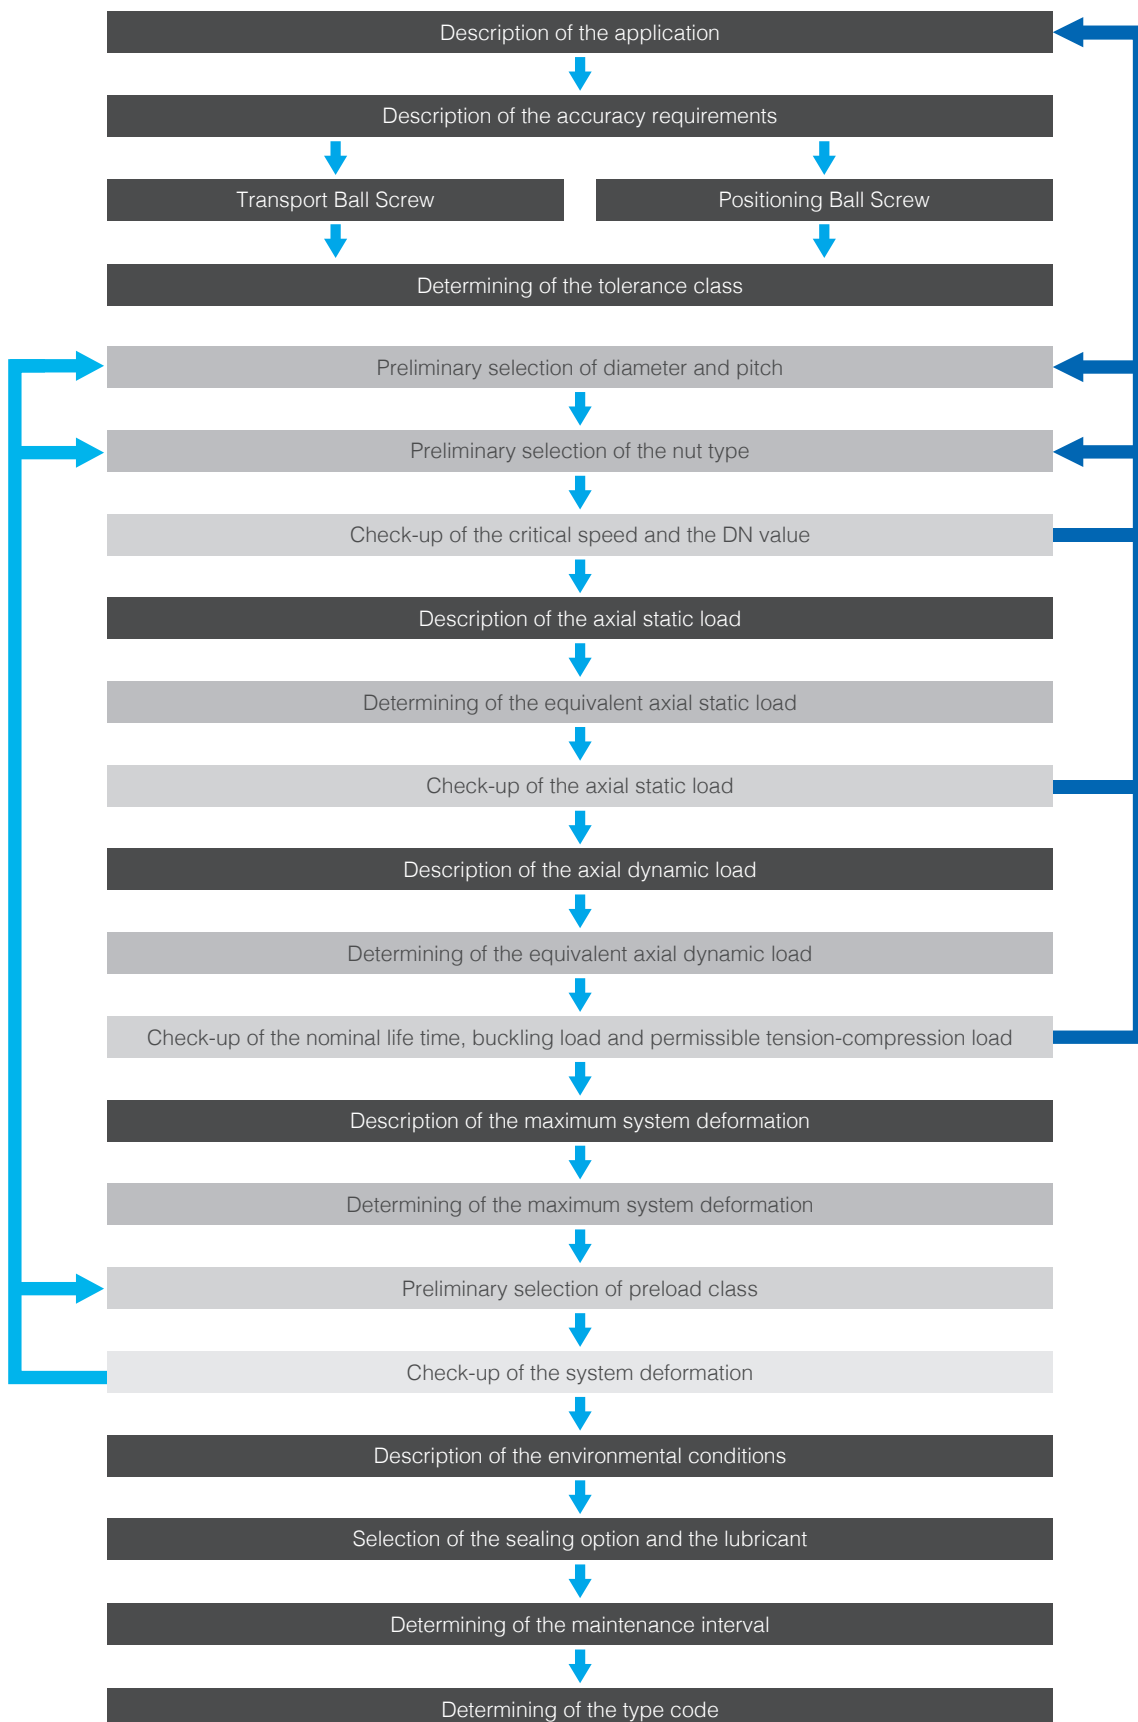 Description of the application
Description of the accuracy requirements
Transport Ball Screw
Positioning Ball Screw
Determining of the tolerance class
Preliminary selection of diameter and pitch
Preliminary selection of the nut type
Check-up of the critical speed and the DN value
Description of the axial static load
Determining of the equivalent axial static load
Check-up of the axial static load
Description of the axial dynamic load
Determining of the equivalent axial dynamic load
Check-up of the nominal life time, buckling load and permissible tension-compression load
Description of the maximum system deformation
Determining of the maximum system deformation
Preliminary selection of preload class
Check-up of the system deformation
Description of the environmental conditions
Selection of the sealing option and the lubricant
Determining of the maintenance interval
Determining of the type code